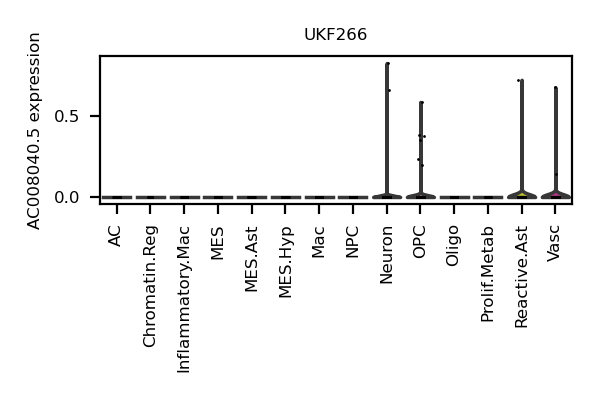 UKF266
AC008040.5 expression
0.5
0.0
AC
Chromatin.Reg
Inflammatory.Mac
MES
MES.Ast
MES.Hyp
Mac
NPC
Neuron
OPC
Oligo
Prolif.Metab
Reactive.Ast
Vasc